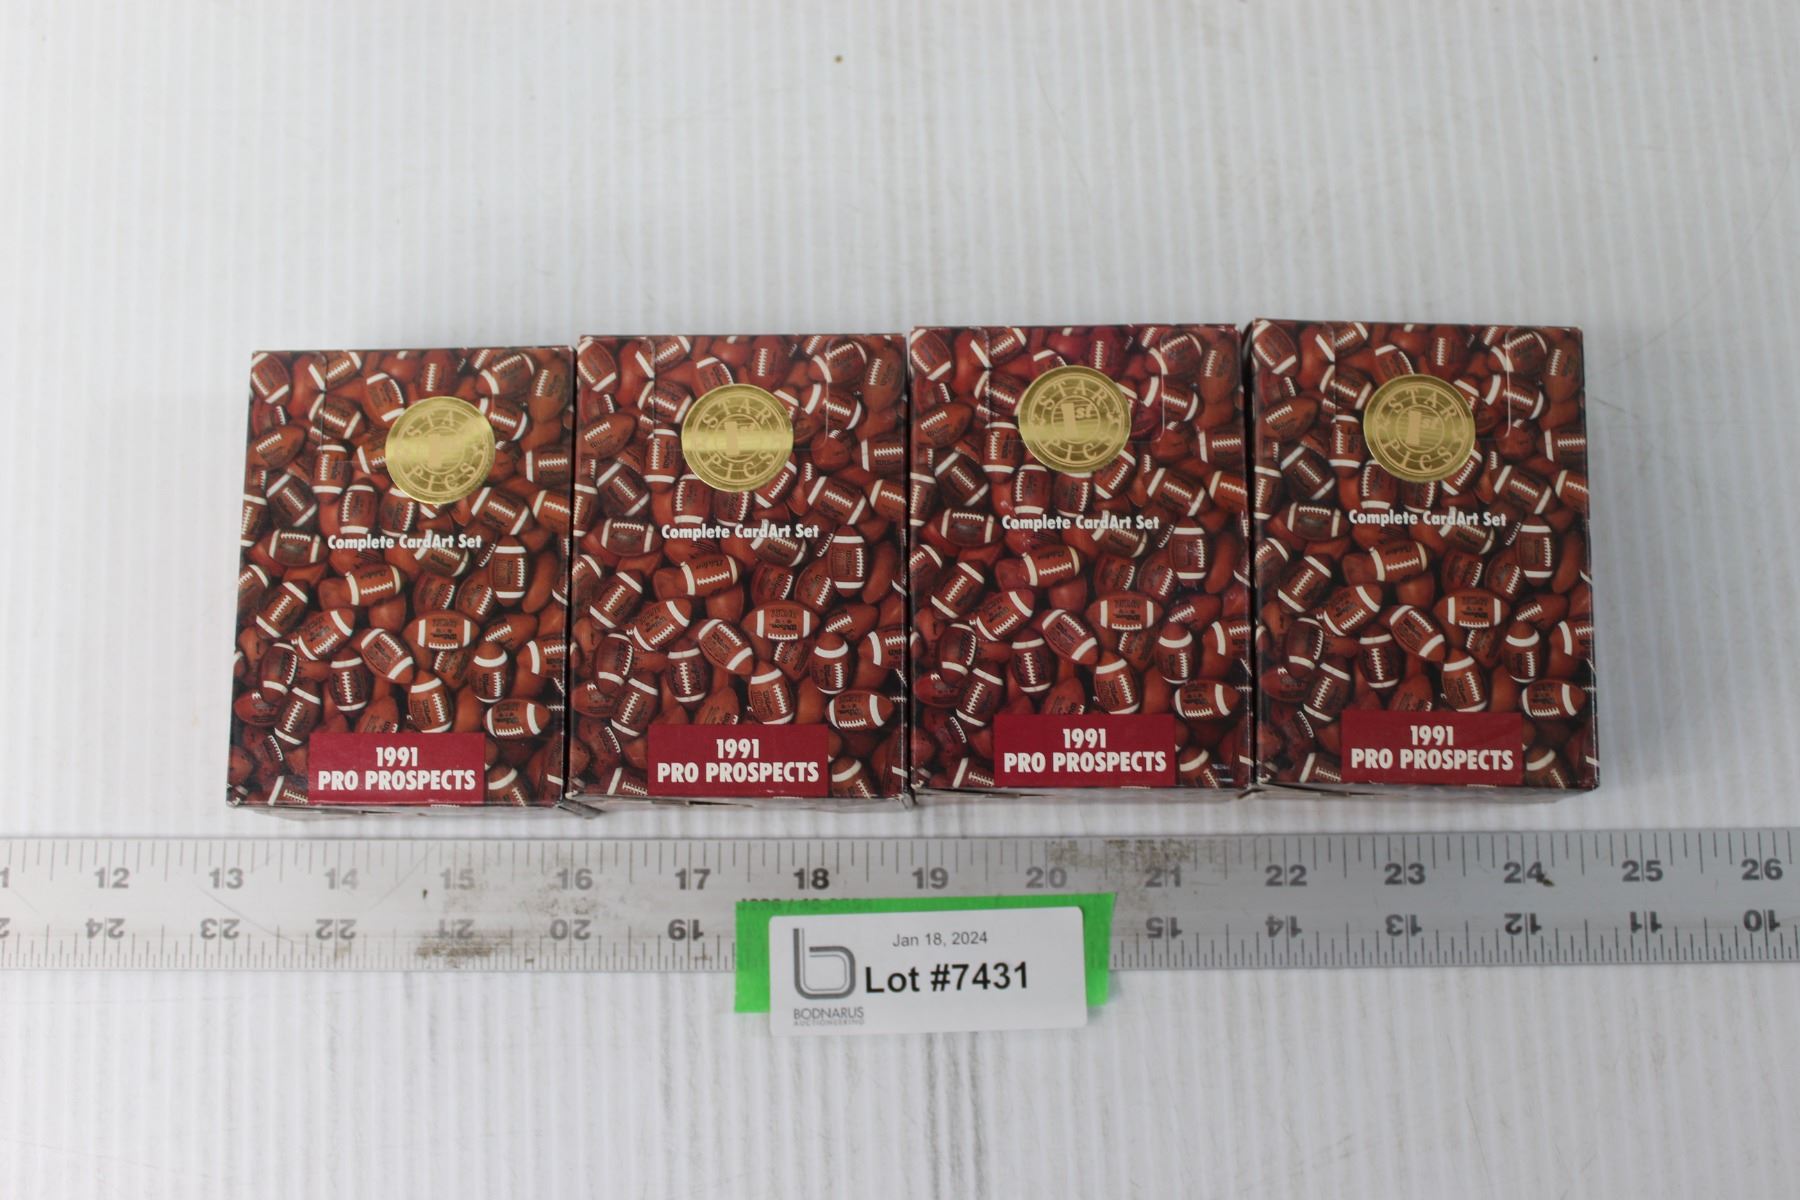 STAR
1st
PICS
Complete CardArt Set
1991
PRO PROSPECTS
STAR
1st
PICS
Complete CardArt Set
1991
PRO PROSPECTS
STAR
1st
PICS
Complete CardArt Set
1991
PRO PROSPECTS
STAR
1st
PICS
Complete CardArt Set
1991
PRO PROSPECTS
12 13 14 15 16 17 18 19 20 21 22 23 24 25 26
24 23 22 21 20 19 15 14 13 12 11 10
Jan 18, 2024
Lot #7431
BODNARUS
AUCTIONEERING